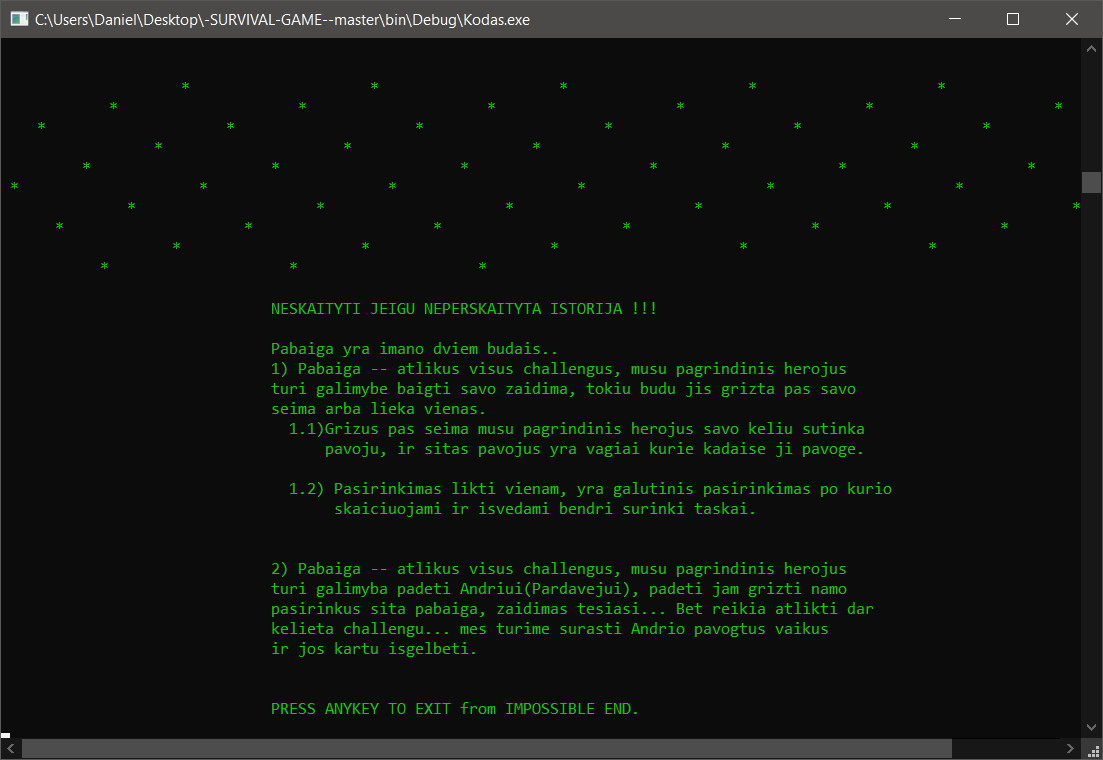 C:\Users\Daniel\Desktop\-SURVIVAL-GAME--master\bin\Debug\Kodas.exe
* * * * *
* * * * * *
* * * * * *
* * * * *
* * * * * *
* * * * * *
* * * * * *
* * * * * *
* * * * *
* * *
NESKAITYTI JEIGU NEPERSKAITYTA ISTORIJA !!!
Pabaiga yra imano dviem budais..
1) Pabaiga -- atlikus visus challengus, musu pagrindinis herojus
turi galimybe baigti savo zaidima, tokiu budu jis grizta pas savo
seima arba lieka vienas.
1.1)Grizus pas seima musu pagrindinis herojus savo keliu sutinka
pavoju, ir sitas pavojus yra vagiai kurie kadaise ji pavoge.
1.2) Pasirinkimas likti vienam, yra galutinis pasirinkimas po kurio
skaiciuojami ir isvedami bendri surinki taskai.
2) Pabaiga -- atlikus visus challengus, musu pagrindinis herojus
turi galimyba padeti Andriui(Pardavejui), padeti jam grizti namo
pasirinkus sita pabaiga, zaidimas tesiasi... Bet reikia atlikti dar
kelieta challengu... mes turime surasti Andrio pavogtus vaikus
ir jos kartu isgelbeti.
PRESS ANYKEY TO EXIT from IMPOSSIBLE END.